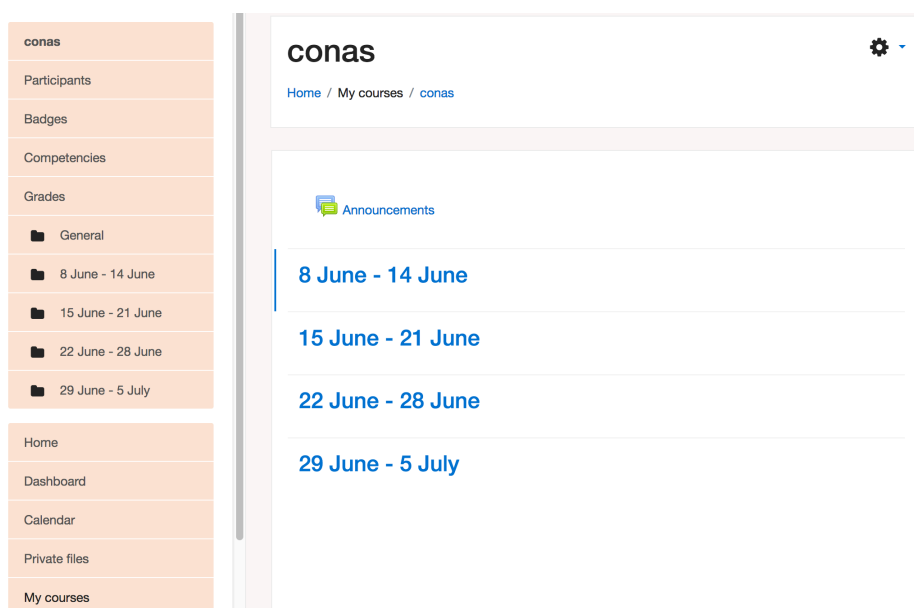 conas
Participants
Badges
Competencies
Grades
General
8 June - 14 June
15 June - 21 June
22 June - 28 June
29 June - 5 July
Home
Dashboard
Calendar
Private files
My courses
conas
Home / My courses / conas
Announcements
8 June - 14 June
15 June - 21 June
22 June - 28 June
29 June - 5 July